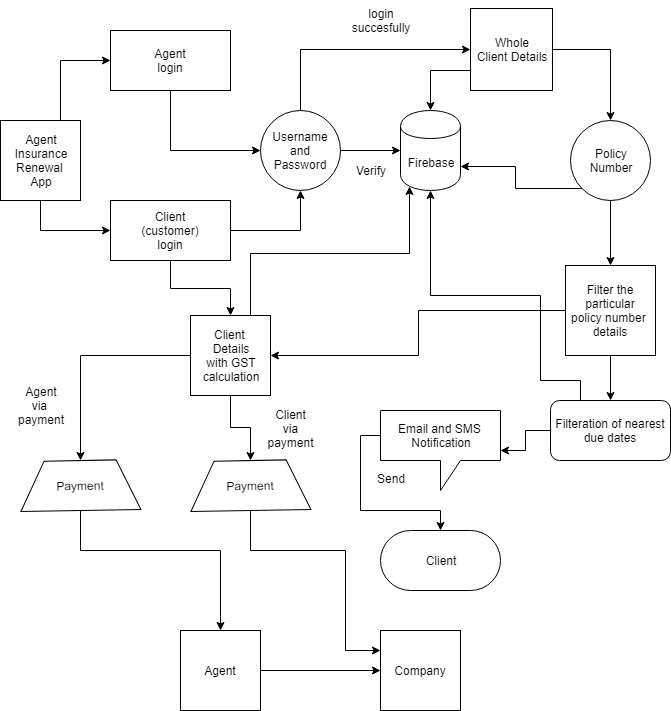 login
succesfully
Whole
Client Details
Agent
login
Username
and
Password
Verify
Firebase
Policy
Number
Agent
Insurance
Renewal
App
Client
(customer)
login
Filter the
particular
policy number
details
Client
Details
with GST
calculation
Agent
via
payment
Client
via
payment
Email and SMS
Notification
Filteration of nearest
due dates
Payment
Payment
Send
Client
Agent
Company